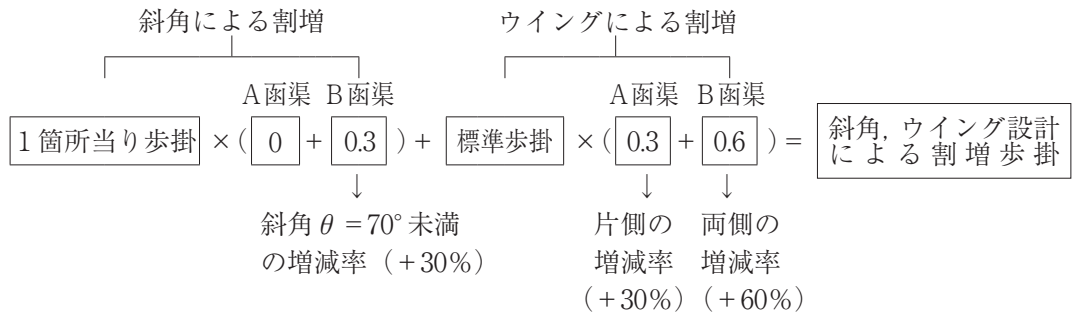 斜角による割増 ウイングによる割増
A函渠 B函渠 A函渠 B函渠
1箇所当り歩掛 ×( 0 + 0.3 )+ 標準歩掛 ×( 0.3 + 0.6 )= 斜角,ウイング設計
による割増歩掛
↓ ↓ ↓
斜角θ=70°未満 片側の 両側の
の増減率(+30%) 増減率 増減率
(+30%)(+60%)